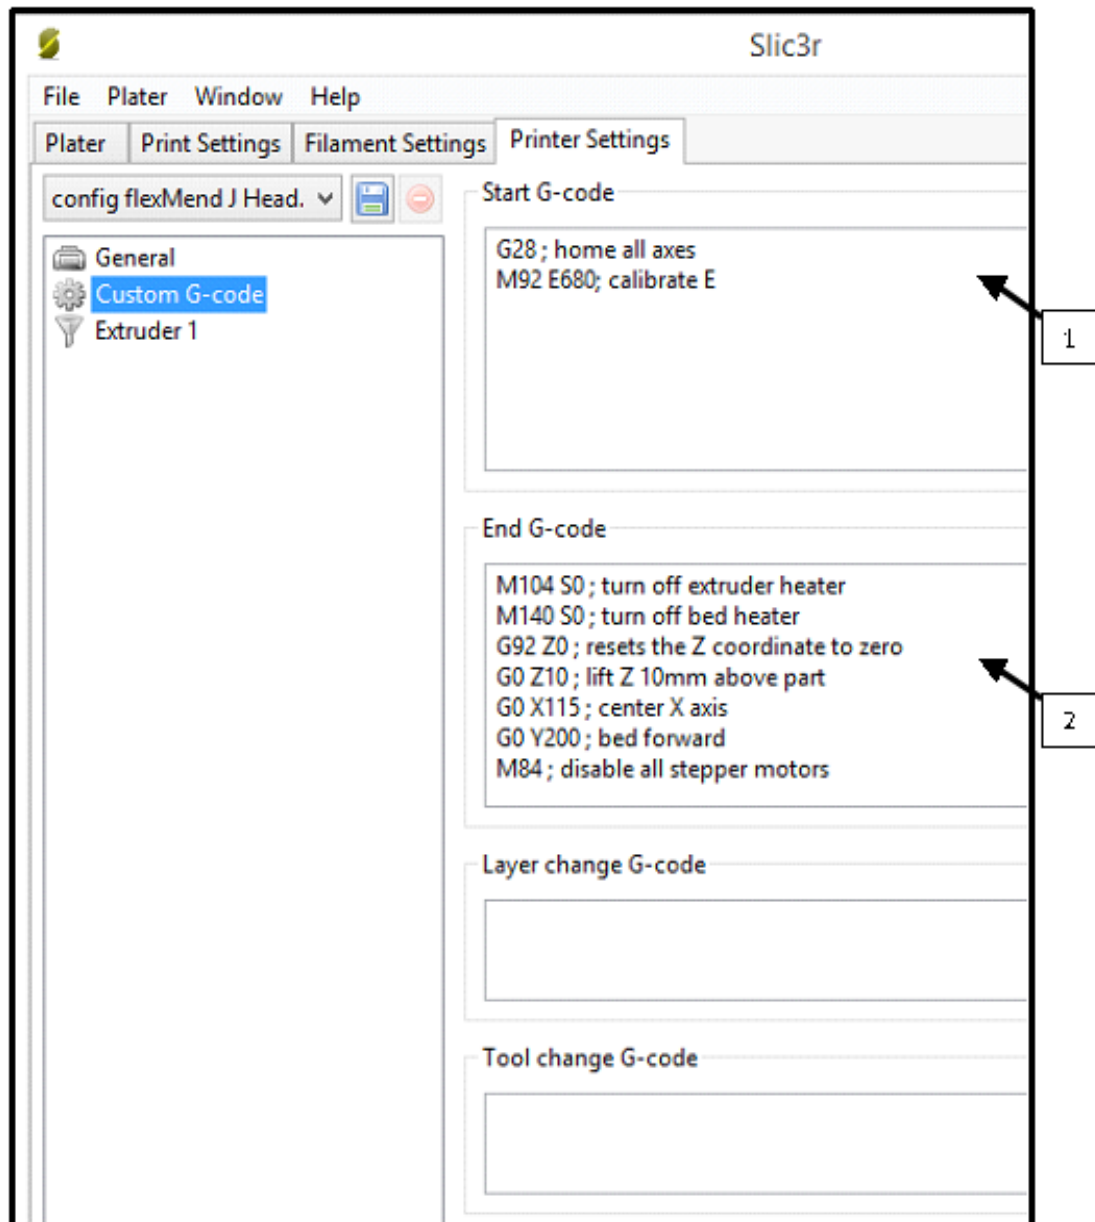 Slic3r
File Plater Window Help
Plater Print Settings Filament Settings Printer Settings
config flexMend J Head.
General
Custom G-code
Extruder 1
Start G-code
G28 ; home all axes
M92 E680; calibrate E
1
End G-code
M104 S0 ; turn off extruder heater
M140 S0 ; turn off bed heater
G92 Z0 ; resets the Z coordinate to zero
G0 Z10 ; lift Z 10mm above part
G0 X115 ; center X axis
G0 Y200 ; bed forward
M84 ; disable all stepper motors
2
Layer change G-code
Tool change G-code